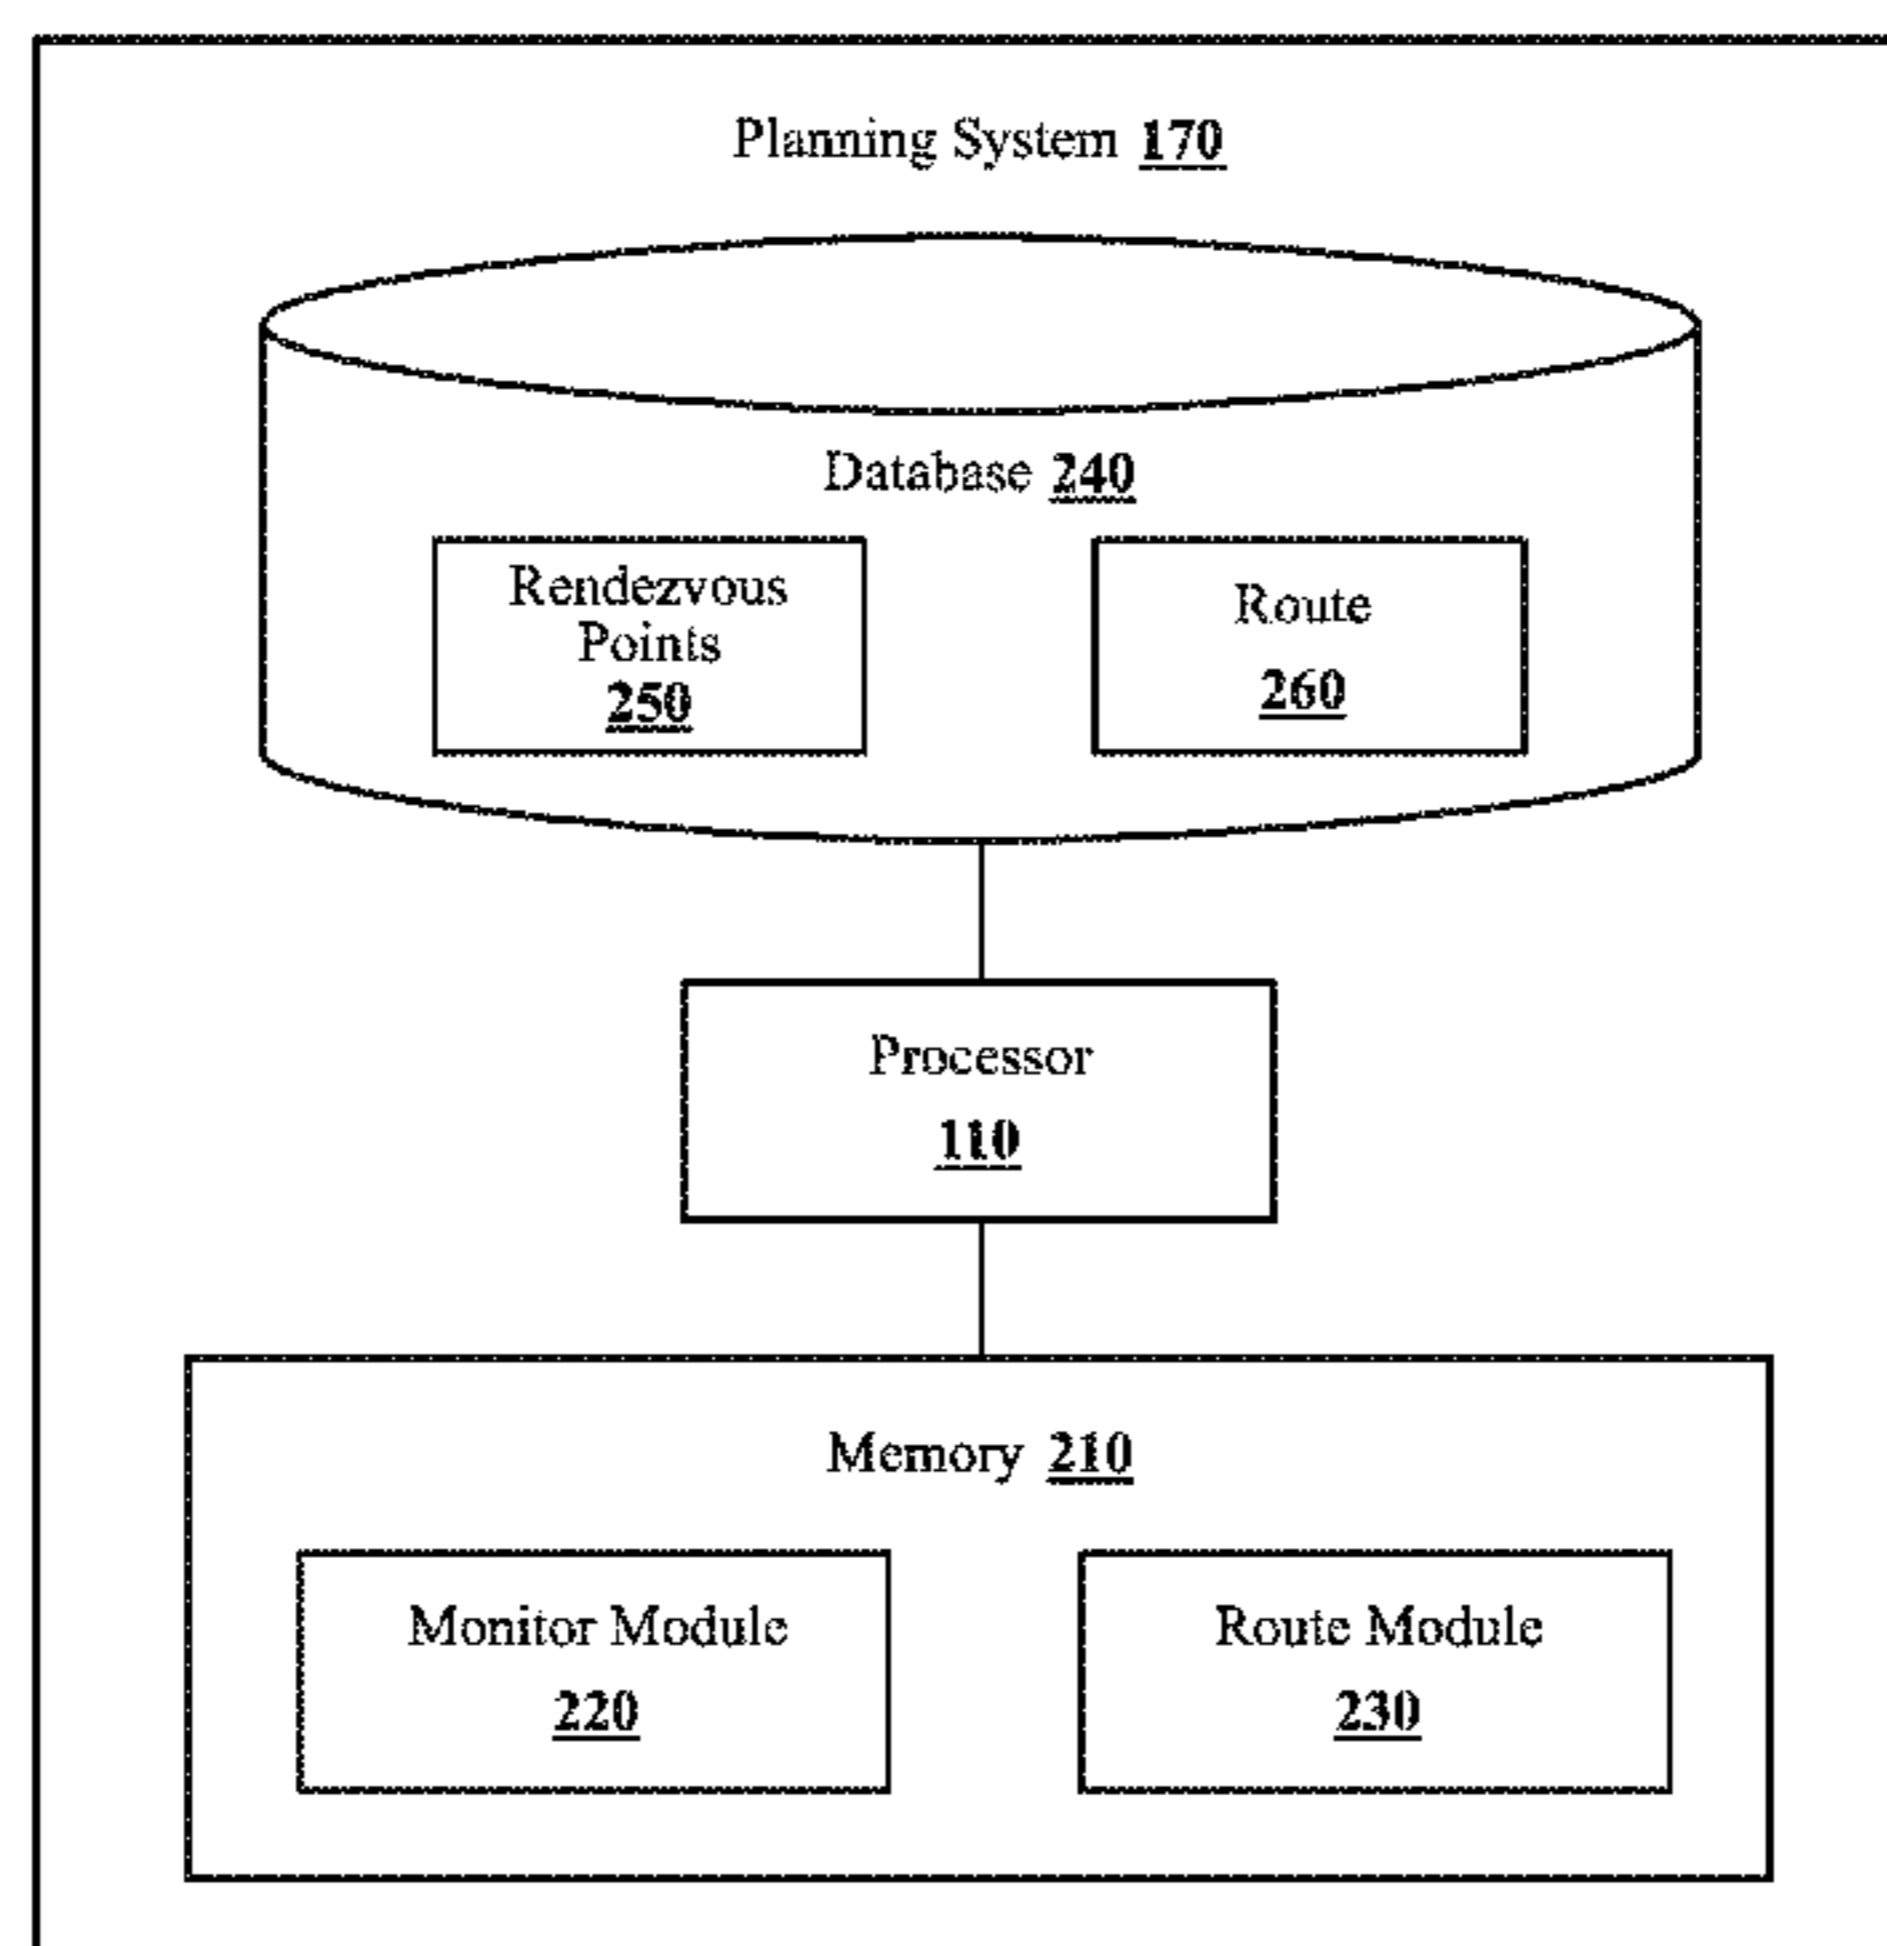 Planning System 170
Database 240
Rendezvous
Points
250
Route
260
Processor
110
Memory 210
Monitor Module
220
Route Module
230